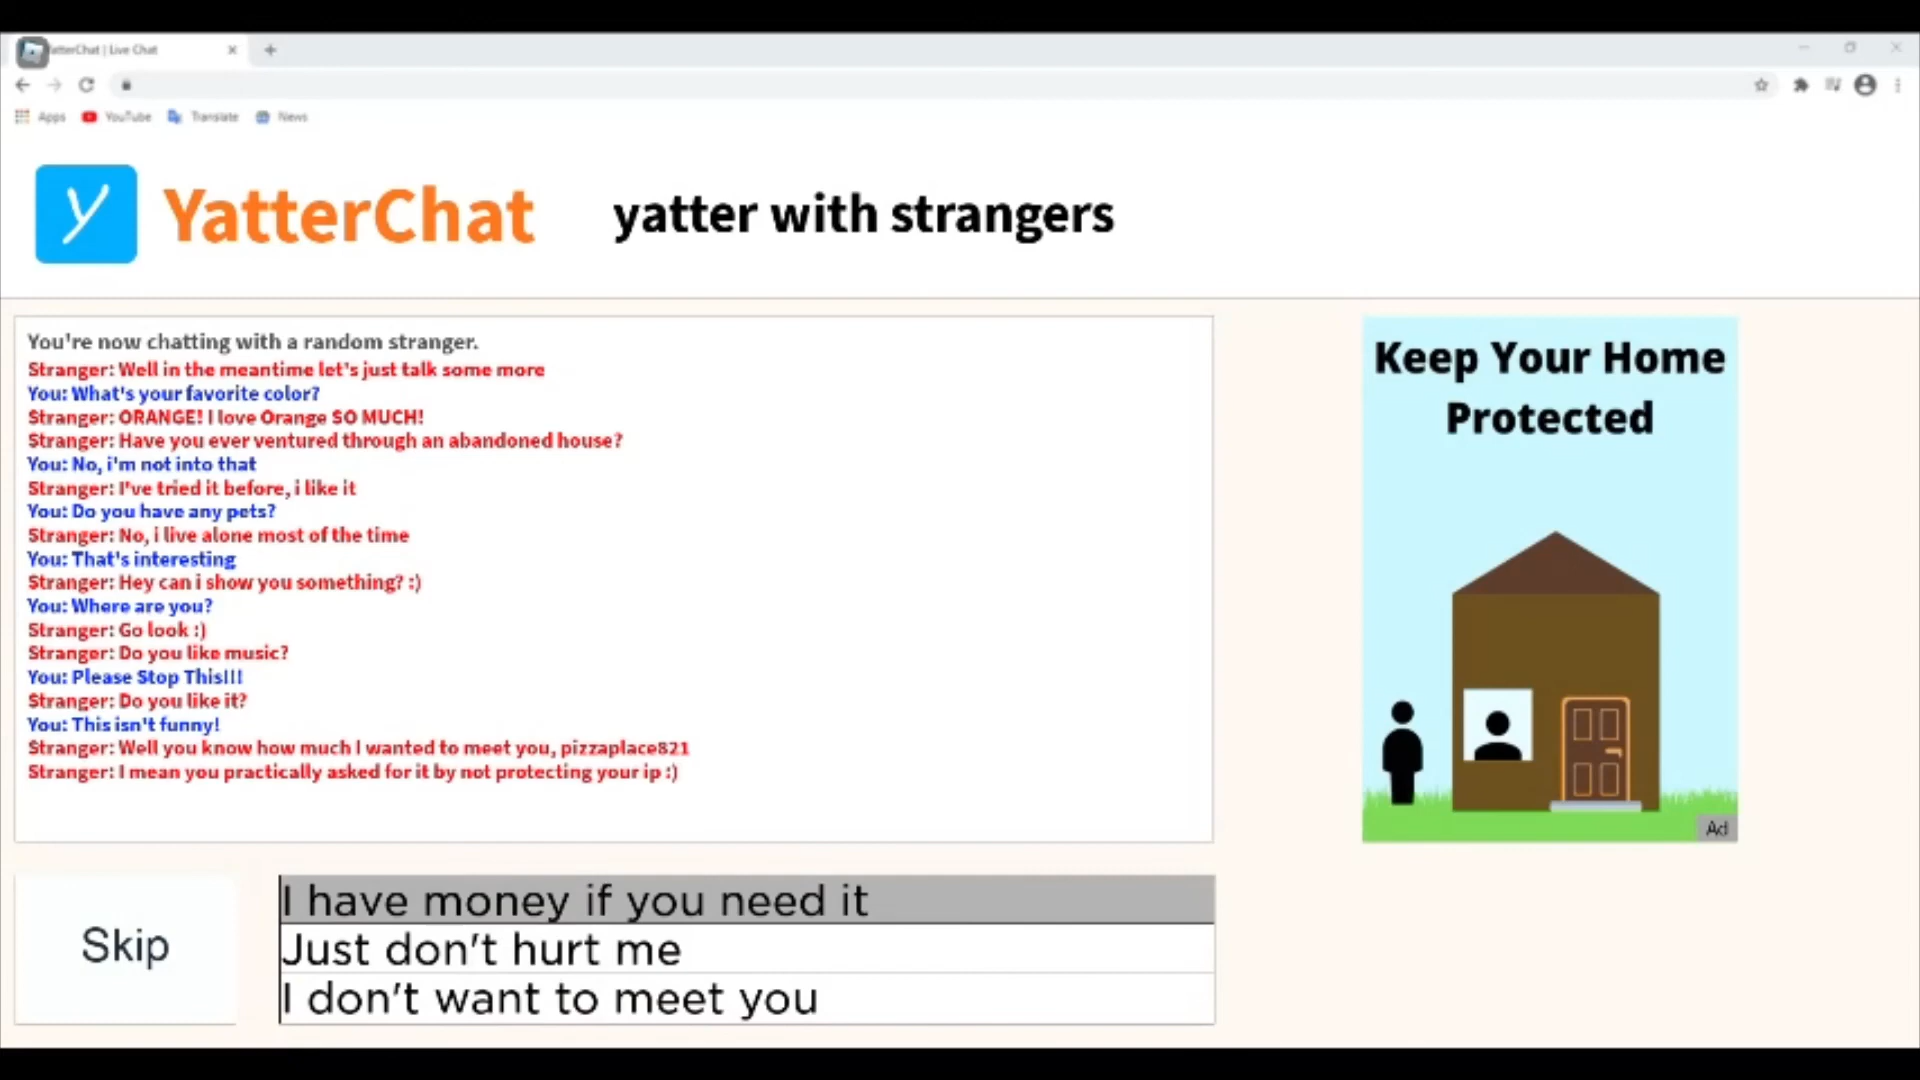 atterChat | Live Chat
Apps YouTube Translate News
y YatterChat yatter with strangers
You're now chatting with a random stranger.
Stranger: Well in the meantime let's just talk some more
You: What's your favorite color?
Stranger: ORANGE! I love Orange SO MUCH!
Stranger: Have you ever ventured through an abandoned house?
You: No, i'm not into that
Stranger: I've tried it before, i like it
You: Do you have any pets?
Stranger: No, i live alone most of the time
You: That's interesting
Stranger: Hey can i show you something? :)
You: Where are you?
Stranger: Go look :)
Stranger: Do you like music?
You: Please Stop This!!!
Stranger: Do you like it?
You: This isn't funny!
Stranger: Well you know how much I wanted to meet you, pizzaplace821
Stranger: I mean you practically asked for it by not protecting your ip :)
Keep Your Home
Protected
Ad
Skip
I have money if you need it
Just don't hurt me
I don't want to meet you